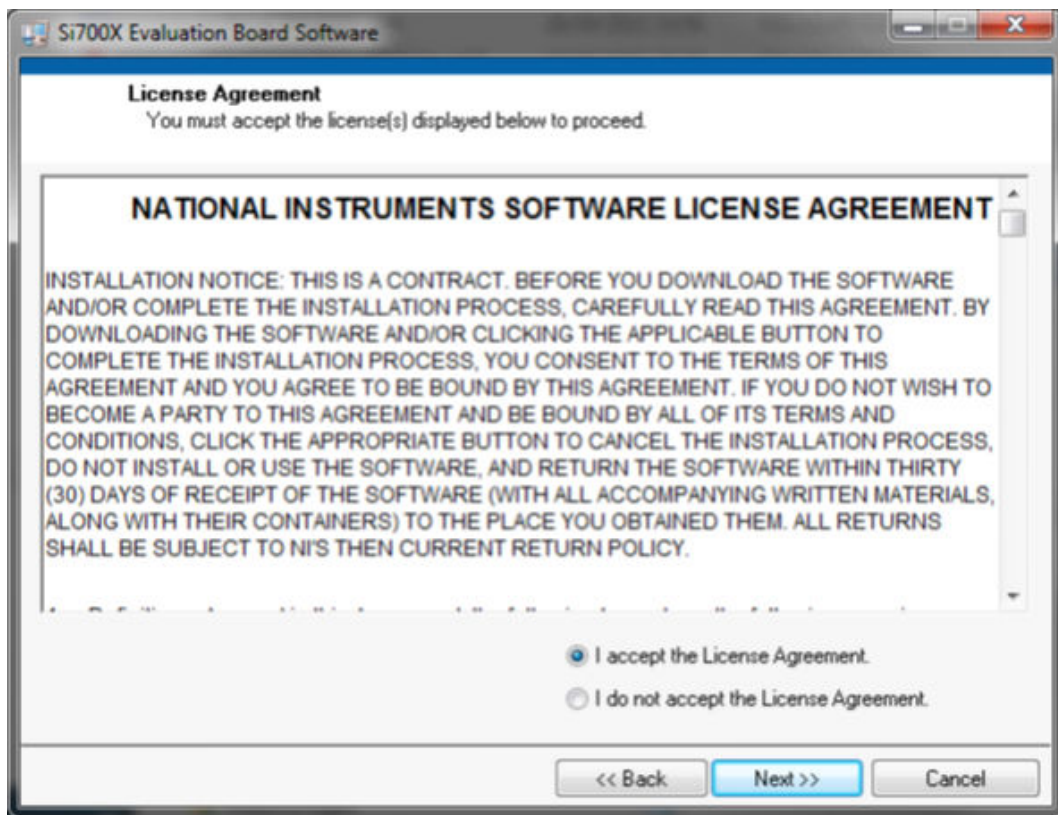 Si700X Evaluation Board Software
License Agreement
You must accept the license(s) displayed below to proceed.
NATIONAL INSTRUMENTS SOFTWARE LICENSE AGREEMENT
INSTALLATION NOTICE: THIS IS A CONTRACT. BEFORE YOU DOWNLOAD THE SOFTWARE
AND/OR COMPLETE THE INSTALLATION PROCESS, CAREFULLY READ THIS AGREEMENT. BY
DOWNLOADING THE SOFTWARE AND/OR CLICKING THE APPLICABLE BUTTON TO
COMPLETE THE INSTALLATION PROCESS, YOU CONSENT TO THE TERMS OF THIS
AGREEMENT AND YOU AGREE TO BE BOUND BY THIS AGREEMENT. IF YOU DO NOT WISH TO
BECOME A PARTY TO THIS AGREEMENT AND BE BOUND BY ALL OF ITS TERMS AND
CONDITIONS, CLICK THE APPROPRIATE BUTTON TO CANCEL THE INSTALLATION PROCESS,
DO NOT INSTALL OR USE THE SOFTWARE, AND RETURN THE SOFTWARE WITHIN THIRTY
(30) DAYS OF RECEIPT OF THE SOFTWARE (WITH ALL ACCOMPANYING WRITTEN MATERIALS,
ALONG WITH THEIR CONTAINERS) TO THE PLACE YOU OBTAINED THEM. ALL RETURNS
SHALL BE SUBJECT TO NI'S THEN CURRENT RETURN POLICY.
I accept the License Agreement.
I do not accept the License Agreement.
<< Back
Next >>
Cancel